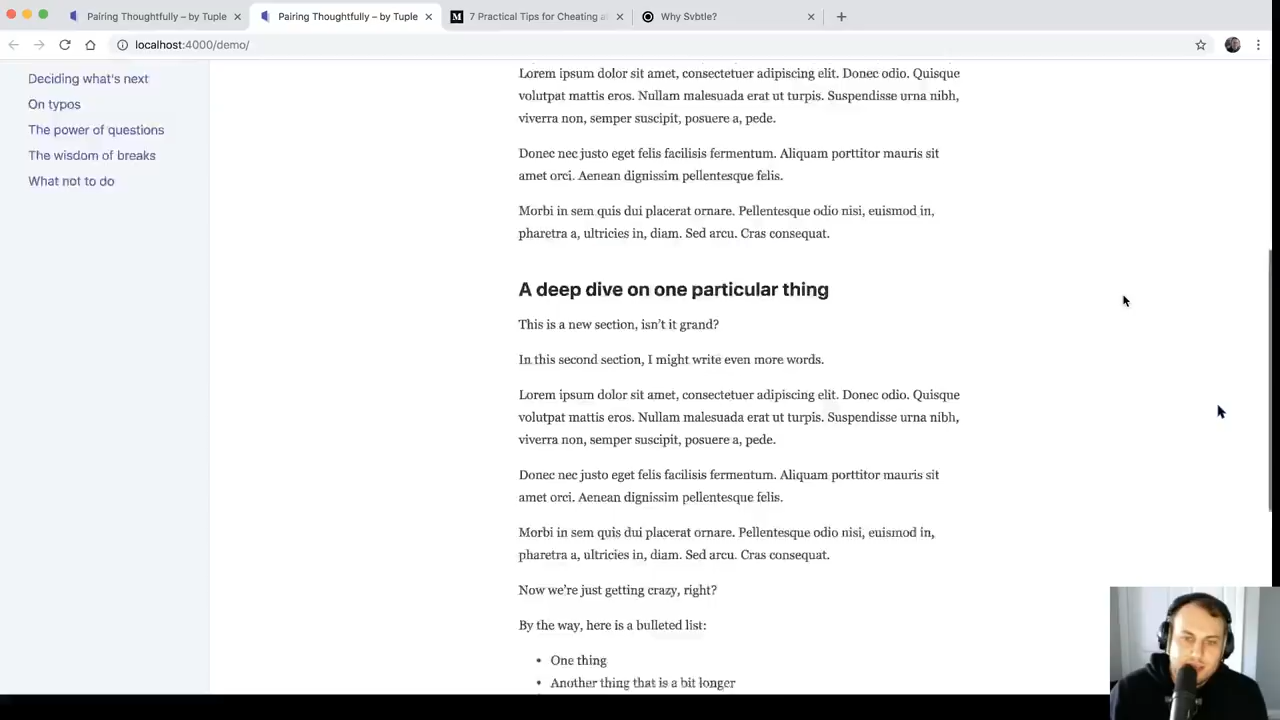 Pairing Thoughtfully – by Tuple
Pairing Thoughtfully – by Tuple
7 Practical Tips for Cheating a
Why Svbtle?
localhost:4000/demo/
Deciding what's next
On typos
The power of questions
The wisdom of breaks
What not to do
Lorem ipsum dolor sit amet, consectetuer adipiscing elit. Donec odio. Quisque
volutpat mattis eros. Nullam malesuada erat ut turpis. Suspendisse urna nibh,
viverra non, semper suscipit, posuere a, pede.
Donec nec justo eget felis facilisis fermentum. Aliquam porttitor mauris sit
amet orci. Aenean dignissim pellentesque felis.
Morbi in sem quis dui placerat ornare. Pellentesque odio nisi, euismod in,
pharetra a, ultricies in, diam. Sed arcu. Cras consequat.
A deep dive on one particular thing
This is a new section, isn’t it grand?
In this second section, I might write even more words.
Lorem ipsum dolor sit amet, consectetuer adipiscing elit. Donec odio. Quisque
volutpat mattis eros. Nullam malesuada erat ut turpis. Suspendisse urna nibh,
viverra non, semper suscipit, posuere a, pede.
Donec nec justo eget felis facilisis fermentum. Aliquam porttitor mauris sit
amet orci. Aenean dignissim pellentesque felis.
Morbi in sem quis dui placerat ornare. Pellentesque odio nisi, euismod in,
pharetra a, ultricies in, diam. Sed arcu. Cras consequat.
Now we’re just getting crazy, right?
By the way, here is a bulleted list:
• One thing
• Another thing that is a bit longer